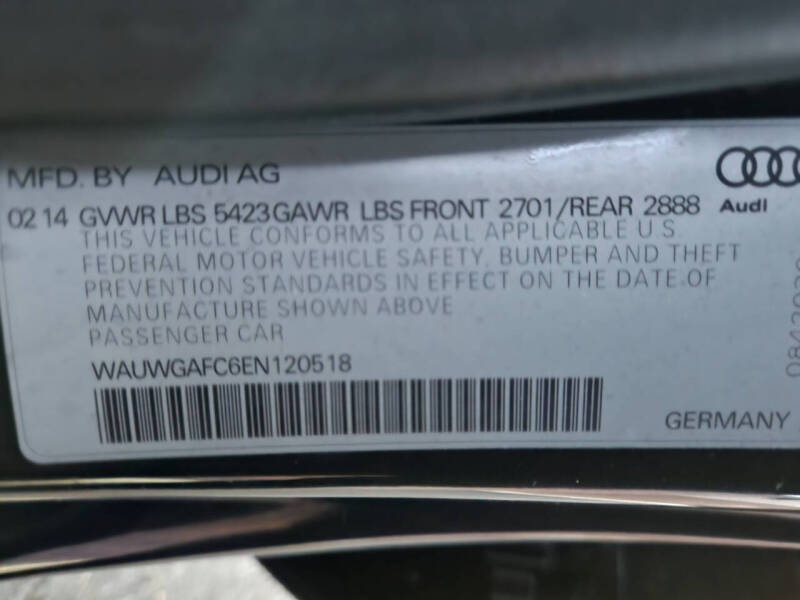 MFD. BY AUDI AG
02 14 GVWR LBS 5423 GAWR LBS FRONT 2701/REAR 2888
Audi
THIS VEHICLE CONFORMS TO ALL APPLICABLE U.S.
FEDERAL MOTOR VEHICLE SAFETY, BUMPER AND THEFT
PREVENTION STANDARDS IN EFFECT ON THE DATE OF
MANUFACTURE SHOWN ABOVE
PASSENGER CAR
WAUWGAFC6EN120518
GERMANY